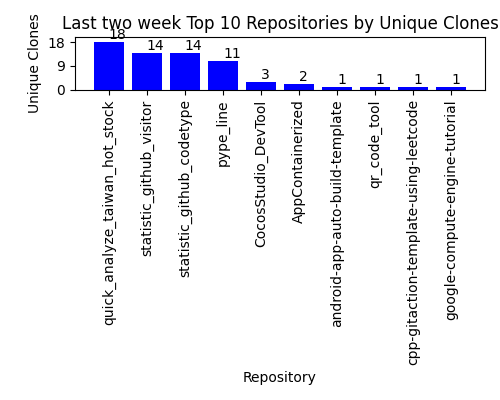 Last two week Top 10 Repositories by Unique Clones
Unique Clones
18
9
0
18
14
14
11
3
2
1
1
1
1
quick_analyze_taiwan_hot_stock
statistic_github_visitor
statistic_github_codetype
pype_line
CocosStudio_DevTool
AppContainerized
android-app-auto-build-template
qr_code_tool
cpp-gitaction-template-using-leetcode
google-compute-engine-tutorial
Repository